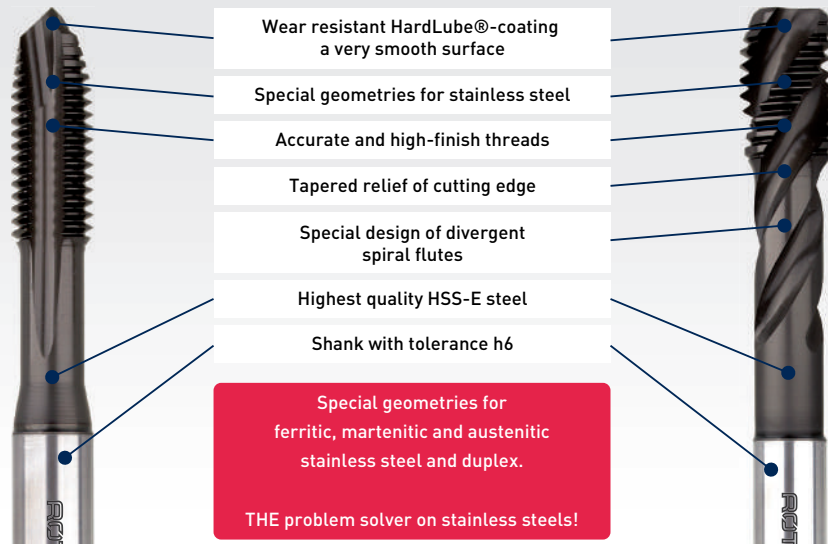 Wear resistant HardLube®-coating
a very smooth surface
Special geometries for stainless steel
Accurate and high-finish threads
Tapered relief of cutting edge
Special design of divergent
spiral flutes
Highest quality HSS-E steel
Shank with tolerance h6
Special geometries for
ferritic, martenitic and austenitic
stainless steel and duplex.
THE problem solver on stainless steels!